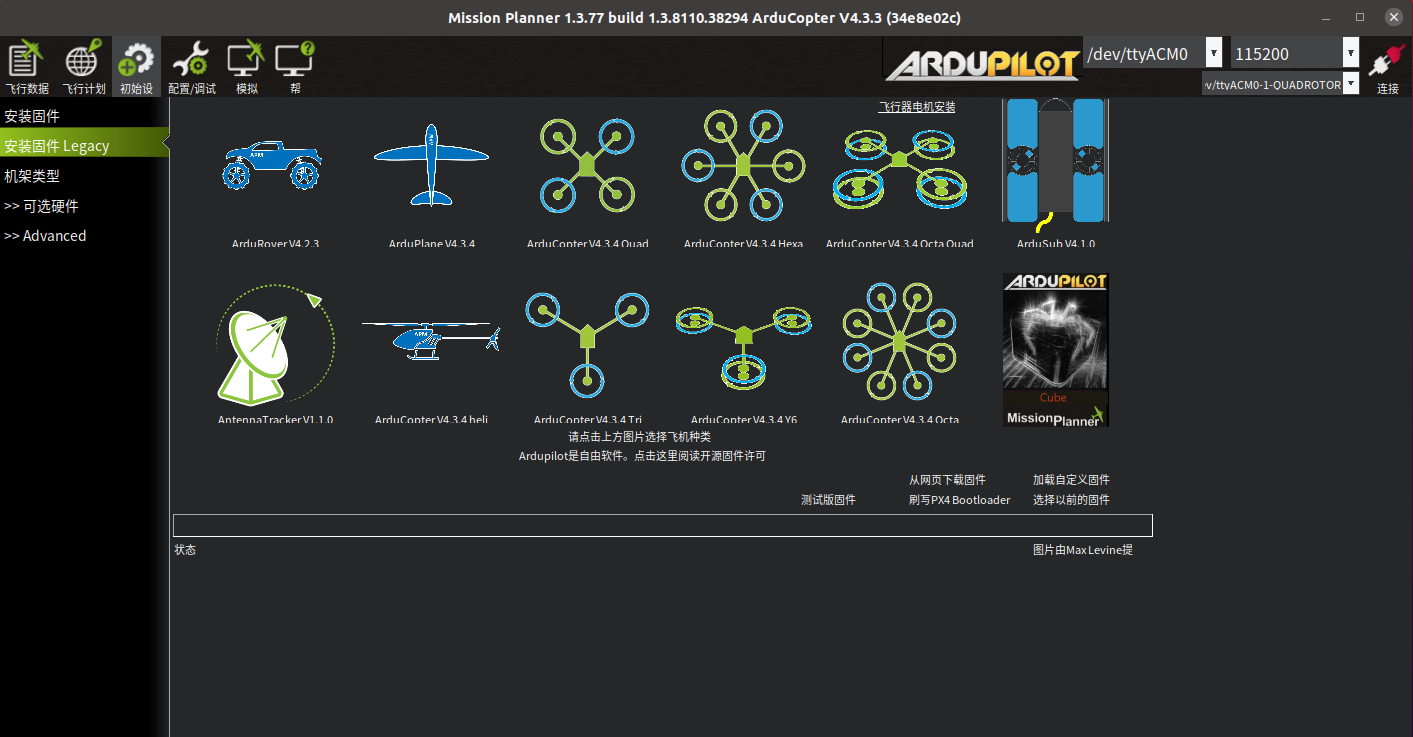 Mission Planner 1.3.77 build 1.3.8110.38294 ArduCopter V4.3.3 (34e8e02c)
飞行数据 飞行计划 初始设 配置/调试 模拟 帮
ARDUPILOT
/dev/ttyACM0 115200
v/ttyACM0-1-QUADROTOR
连接
安装固件
安装固件 Legacy
机架类型
>> 可选硬件
>> Advanced
飞行器电机安装
APM
APM
ArduRover V4.2.3 ArduPlane V4.3.4 ArduCopter V4.3.4 Quad ArduCopter V4.3.4 Hexa ArduCopter V4.3.4 Octa Quad ArduSub V4.1.0
ARDUPILOT
APM
Cube
MissionPlanner
AntennaTracker V1.1.0 ArduCopter V4.3.4 heli ArduCopter V4.3.4 Tri ArduCopter V4.3.4 Y6 ArduCopter V4.3.4 Octa
请点击上方图片选择飞机种类
Ardupilot是自由软件。点击这里阅读开源固件许可
从网页下载固件 加载自定义固件
测试版固件 刷写PX4 Bootloader 选择以前的固件
状态 图片由Max Levine提